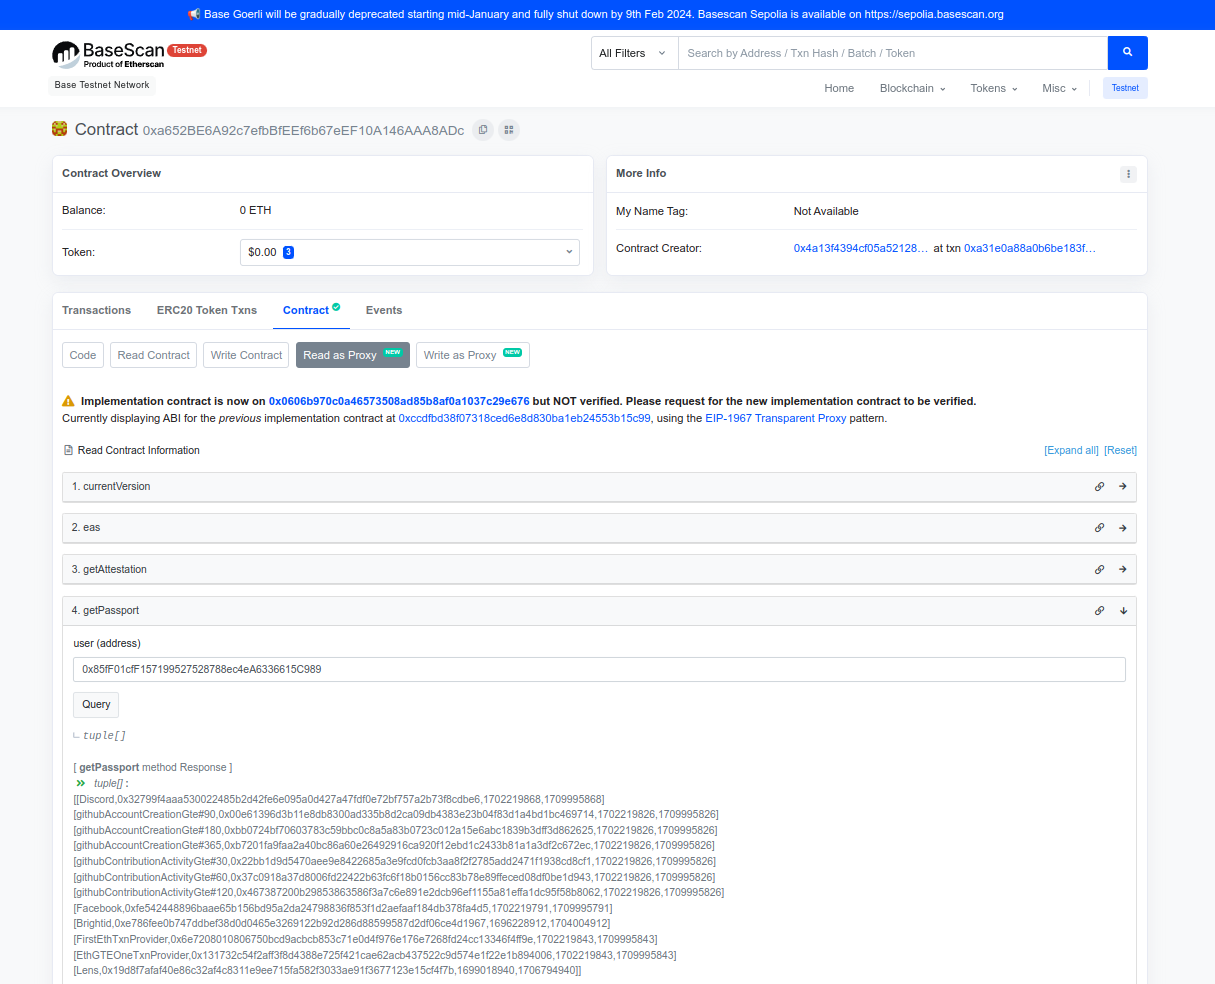 📢 Base Goerli will be gradually deprecated starting mid-January and fully shut down by 9th Feb 2024. Basescan Sepolia is available on https://sepolia.basescan.org
BaseScan Testnet
Product of Etherscan
Base Testnet Network
All Filters Search by Address / Txn Hash / Batch / Token
Home Blockchain Tokens Misc Testnet
Contract 0xa652BE6A92c7efbBfEEf6b67eEF10A146AAA8ADc
Contract Overview
Balance: 0 ETH
Token: $0.00 3
More Info
My Name Tag: Not Available
Contract Creator: 0x4a13f4394cf05a52128… at txn 0xa31e0a88a0b6be183f…
Transactions ERC20 Token Txns Contract Events
Code Read Contract Write Contract Read as Proxy NEW Write as Proxy NEW
Implementation contract is now on 0x0606b970c0a46573508ad85b8af0a1037c29e676 but NOT verified. Please request for the new implementation contract to be verified.
Currently displaying ABI for the previous implementation contract at 0xccdfbd38f07318ced6e8d830ba1eb24553b15c99, using the EIP-1967 Transparent Proxy pattern.
Read Contract Information [Expand all] [Reset]
1. currentVersion
2. eas
3. getAttestation
4. getPassport
user (address)
0x85fF01cfF157199527528788ec4eA6336615C989
Query
tuple[]
[ getPassport method Response ]
tuple[] :
[[Discord,0x32799f4aaa530022485b2d42fe6e095a0d427a47fdf0e72bf757a2b73f8cdbe6,1702219868,1709995868]
[githubAccountCreationGte#90,0x00e61396d3b11e8db8300ad335b8d2ca09db4383e23b04f83d1a4bd1bc469714,1702219826,1709995826]
[githubAccountCreationGte#180,0xbb0724bf70603783c59bbc0c8a5a83b0723c012a15e6abc1839b3dff3d862625,1702219826,1709995826]
[githubAccountCreationGte#365,0xb7201fa9faa2a40bc86a60e26492916ca920f12ebd1c2433b81a1a3df2c672ec,1702219826,1709995826]
[githubContributionActivityGte#30,0x22bb1d9d5470aee9e8422685a3e9fcd0fcb3aa8f2f2785add2471f1938cd8cf1,1702219826,1709995826]
[githubContributionActivityGte#60,0x37c0918a37d8006fd22422b63fc6f18b0156cc83b78e89ffeced08df0be1d943,1702219826,1709995826]
[githubContributionActivityGte#120,0x467387200b29853863586f3a7c6e891e2dcb96ef1155a81effa1dc95f58b8062,1702219826,1709995826]
[Facebook,0xfe542448896baae65b156bd95a2da24798836f853f1d2aefaaf184db378fa4d5,1702219791,1709995791]
[Brightid,0xe786fee0b747ddbef38d0d0465e3269122b92d286d88599587d2df06ce4d1967,1696228912,1704004912]
[FirstEthTxnProvider,0x6e7208010806750bcd9acbcb853c71e0d4f976e176e7268fd24cc13346f4ff9e,1702219843,1709995843]
[EthGTEOneTxnProvider,0x131732c54f2aff3f8d4388e725f421cae62acb437522c9d574e1f22e1b894006,1702219843,1709995843]
[Lens,0x19d8f7afaf40e86c32af4c8311e9ee715fa582f3033ae91f3677123e15cf4f7b,1699018940,1706794940]]